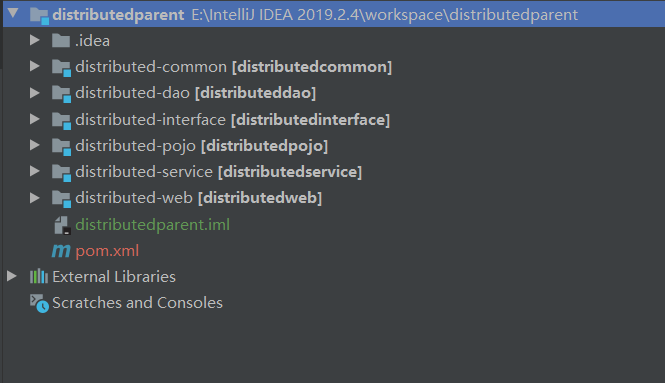 distributedparent E:\IntelliJ IDEA 2019.2.4\workspace\distributedparent
.idea
distributed-common [distributedcommon]
distributed-dao [distributeddao]
distributed-interface [distributedinterface]
distributed-pojo [distributedpojo]
distributed-service [distributedservice]
distributed-web [distributedweb]
distributedparent.iml
pom.xml
External Libraries
Scratches and Consoles